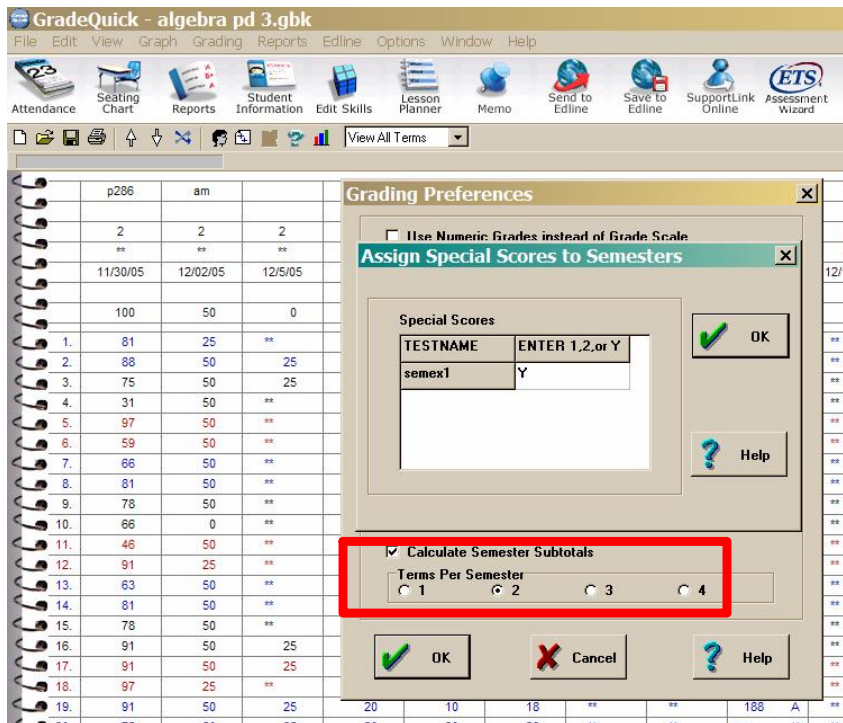 GradeQuick - algebra pd 3.gbk
File Edit View Graph Grading Reports Edline Options Window Help
23
Attendance Seating Chart Reports Student Information Edit Skills Lesson Planner Memo Send to Edline Save to Edline SupportLink Online ETS Assessment Wizard
View All Terms
p286 am
Grading Preferences
2 2 2
Use Numeric Grades instead of Grade Scale
** ** **
Assign Special Scores to Semesters
11/30/05 12/02/05 12/5/05 12/
100 50 0
Special Scores
TESTNAME ENTER 1,2,or Y
semex1 Y
OK
Help
1. 81 25 ** **
2. 88 50 25 **
3. 75 50 25 **
4. 31 50 ** **
5. 97 50 ** **
6. 59 50 ** **
7. 66 50 ** **
8. 81 50 ** **
9. 78 50 ** **
10. 66 0 ** **
11. 46 50 ** **
12. 91 25 ** **
13. 63 50 ** **
14. 81 50 ** **
15. 78 50 ** **
16. 91 50 25 **
17. 91 50 25 **
18. 97 25 ** **
19. 91 50 25 20 10 18 ** ** 188 A **
Calculate Semester Subtotals
Terms Per Semester
1 2 3 4
OK Cancel Help